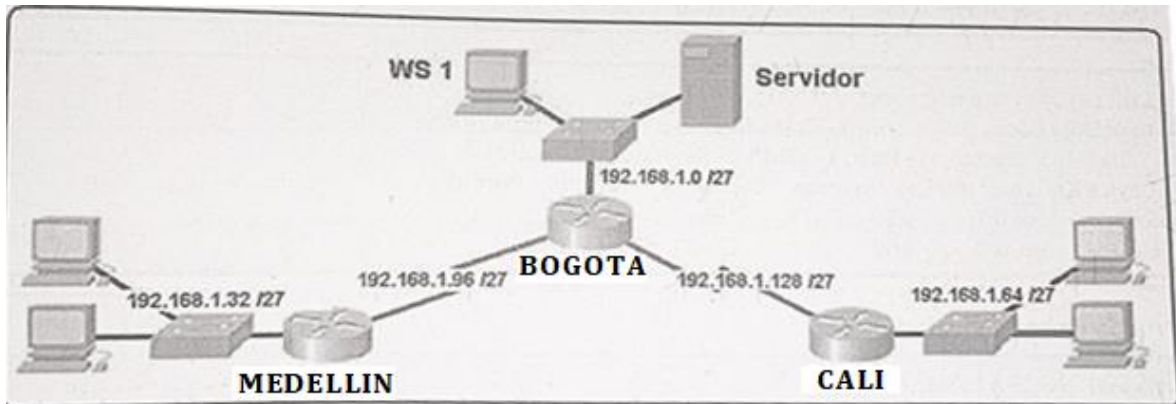 WS 1
Servidor
192.168.1.0 /27
BOGOTA
192.168.1.96 /27
192.168.1.128 /27
192.168.1.32 /27
192.168.1.64 /27
MEDELLIN
CALI